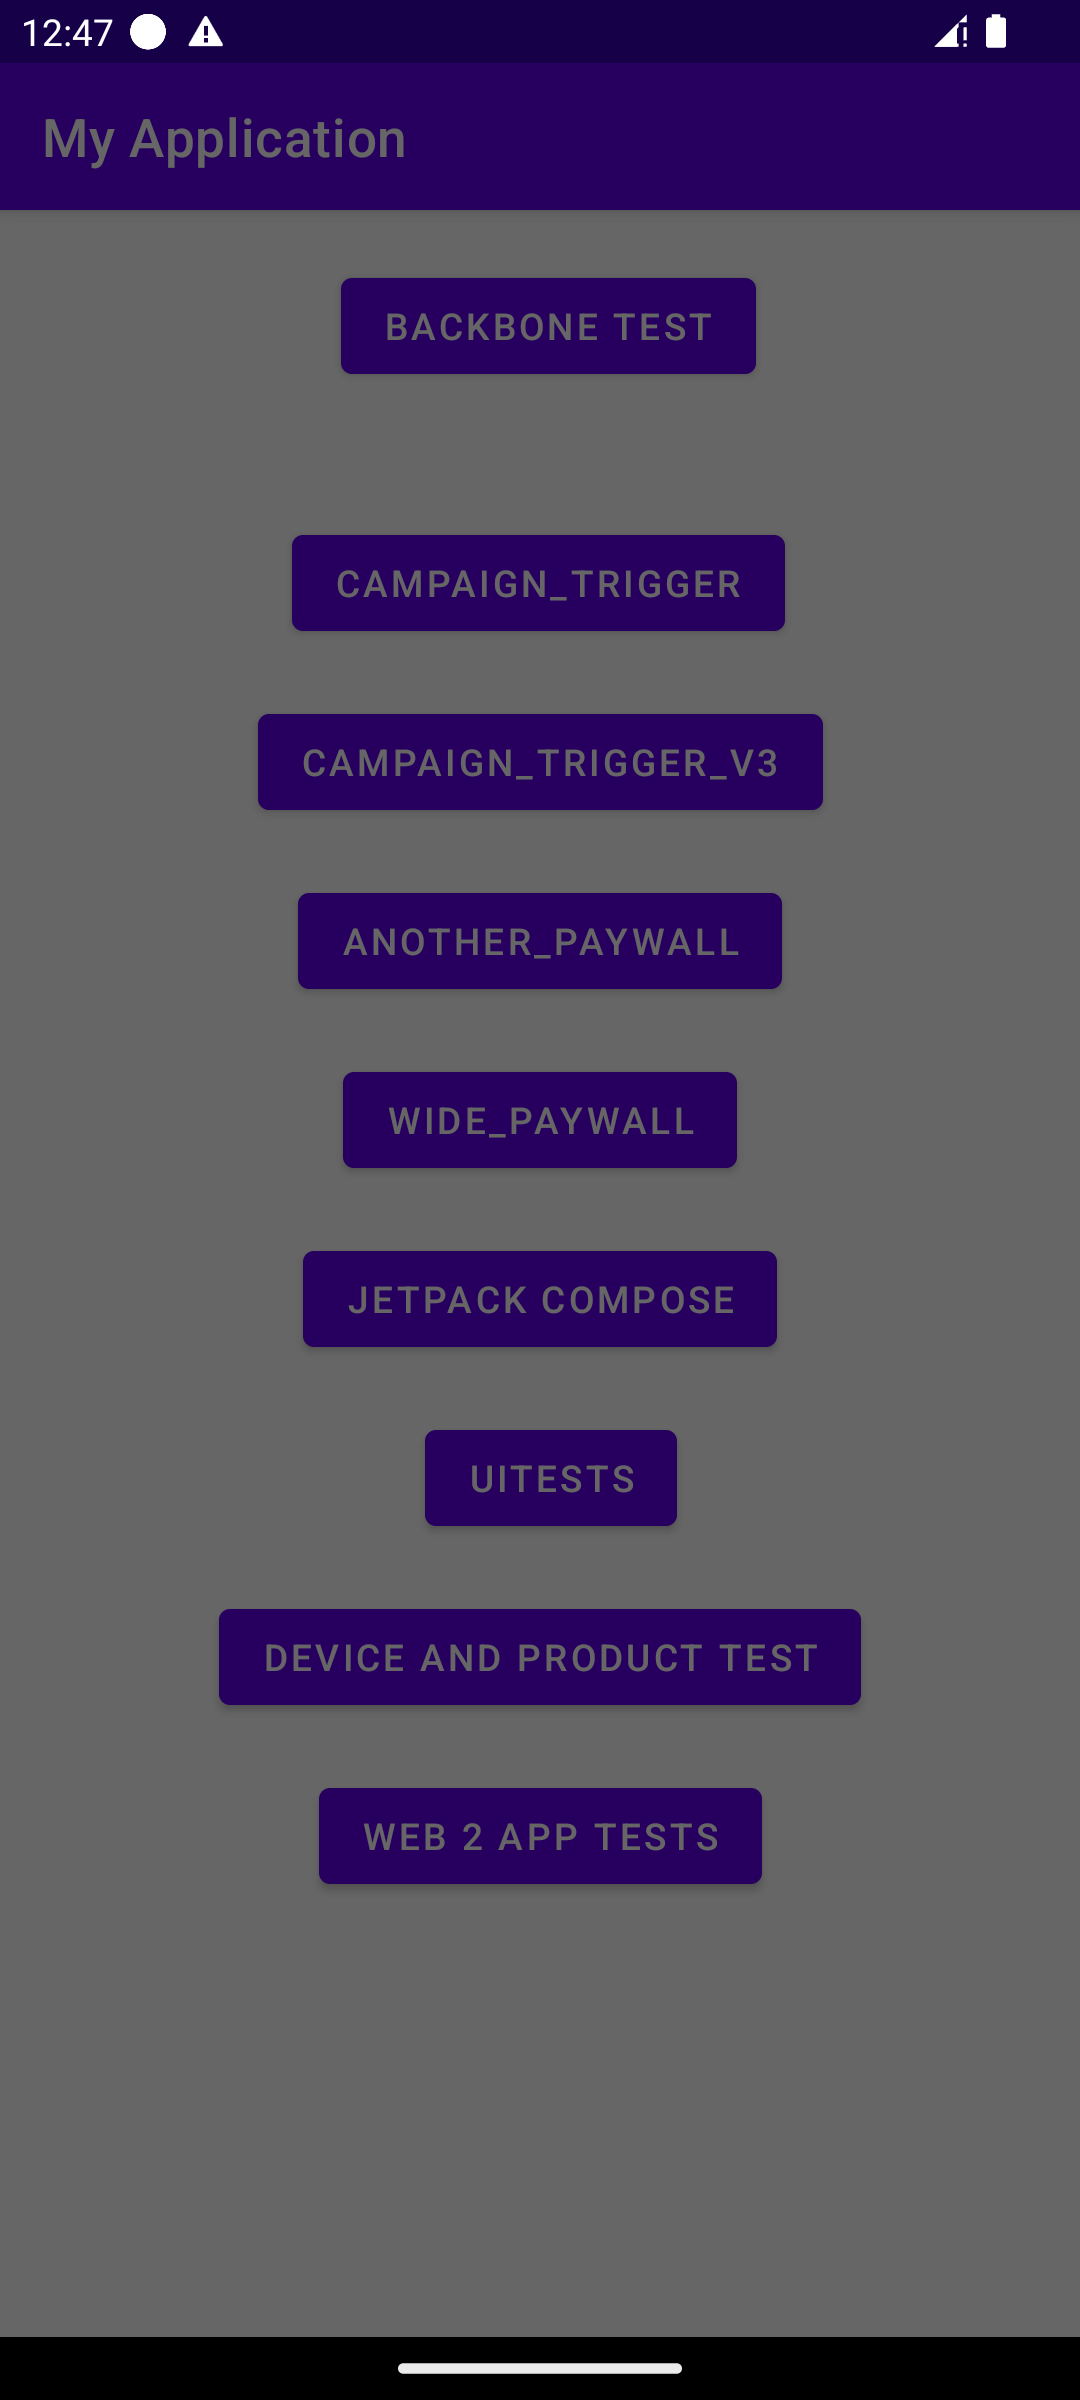 12:47
My Application
BACKBONE TEST
CAMPAIGN_TRIGGER
CAMPAIGN_TRIGGER_V3
ANOTHER_PAYWALL
WIDE_PAYWALL
JETPACK COMPOSE
UITESTS
DEVICE AND PRODUCT TEST
WEB 2 APP TESTS